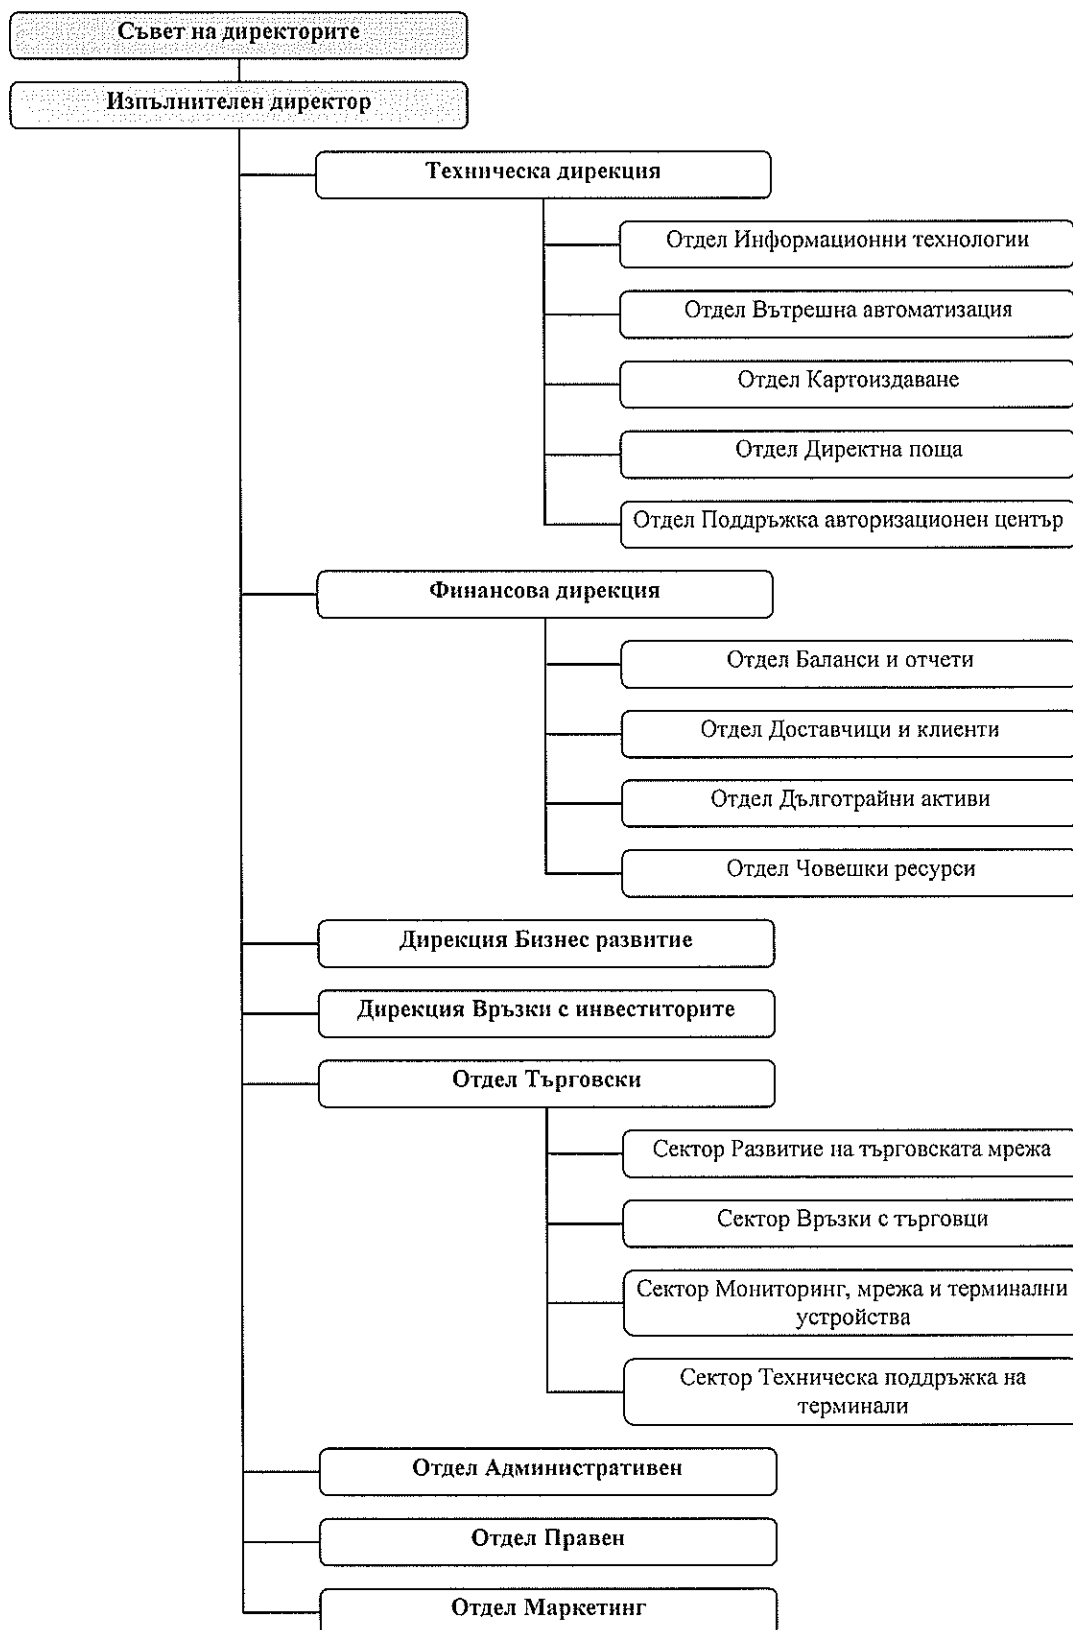 Съвет на директорите
Изпълнителен директор
Техническа дирекция
Отдел Информационни технологии
Отдел Вътрешна автоматизация
Отдел Картоиздаване
Отдел Директна поща
Отдел Поддръжка авторизационен център
Финансова дирекция
Отдел Баланси и отчети
Отдел Доставчици и клиенти
Отдел Дълготрайни активи
Отдел Човешки ресурси
Дирекция Бизнес развитие
Дирекция Връзки с инвеститорите
Отдел Търговски
Сектор Развитие на търговската мрежа
Сектор Връзки с търговци
Сектор Мониторинг, мрежа и терминални
устройства
Сектор Техническа поддръжка на
терминали
Отдел Административен
Отдел Правен
Отдел Маркетинг